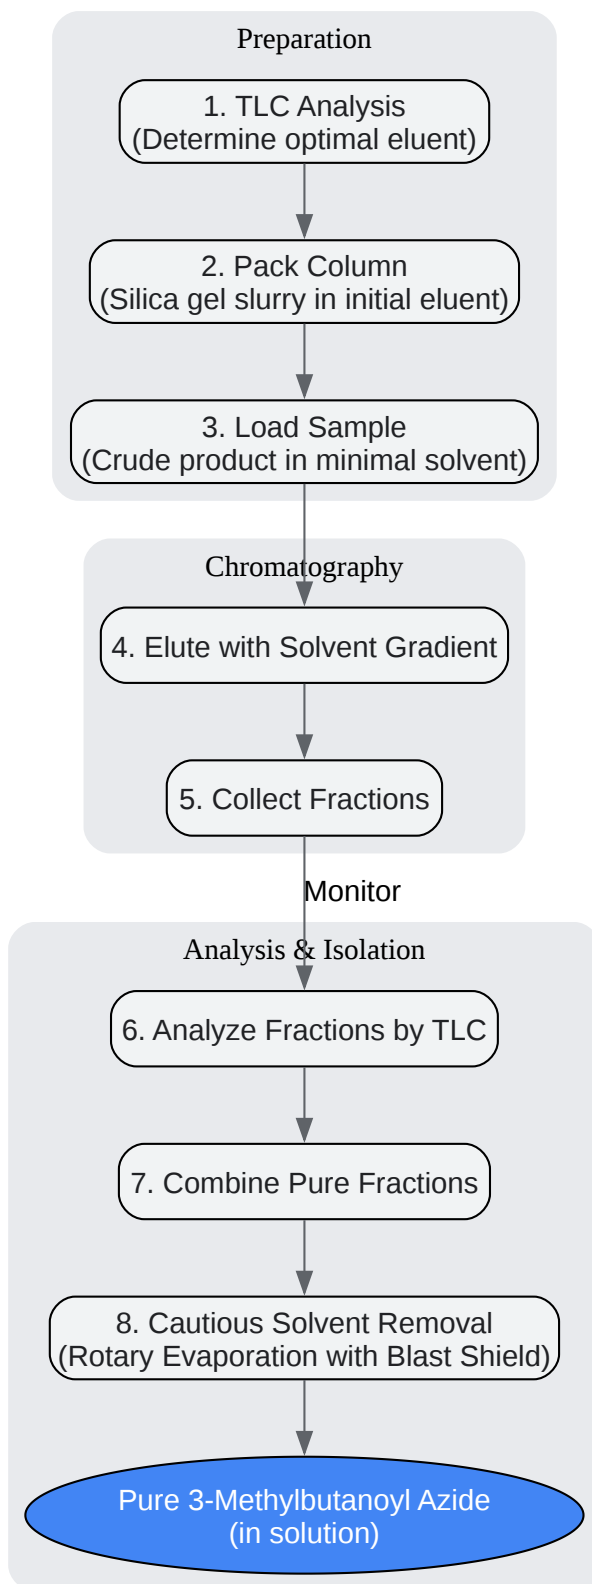 Preparation
1. TLC Analysis
(Determine optimal eluent)
2. Pack Column
(Silica gel slurry in initial eluent)
3. Load Sample
(Crude product in minimal solvent)
Chromatography
4. Elute with Solvent Gradient
5. Collect Fractions
Monitor
Analysis & Isolation
6. Analyze Fractions by TLC
7. Combine Pure Fractions
8. Cautious Solvent Removal
(Rotary Evaporation with Blast Shield)
Pure 3-Methylbutanoyl Azide
(in solution)